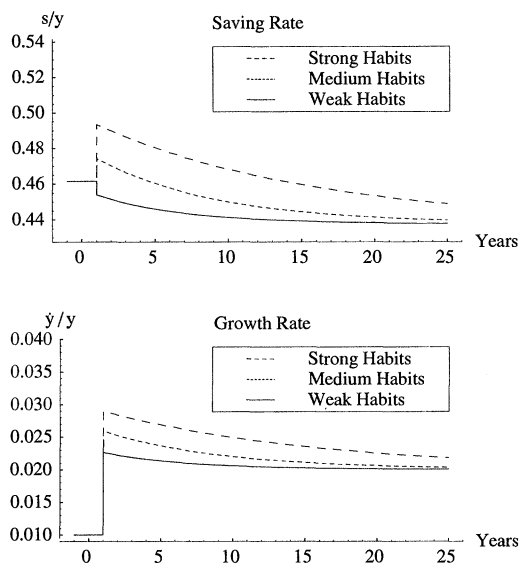 s/y
Saving Rate
0.54
0.52
0.50
0.48
0.46
0.44
Strong Habits
Medium Habits
Weak Habits
0 5 10 15 20 25
Years
ẏ/y
Growth Rate
0.040
0.035
0.030
0.025
0.020
0.015
0.010
Strong Habits
Medium Habits
Weak Habits
0 5 10 15 20 25
Years